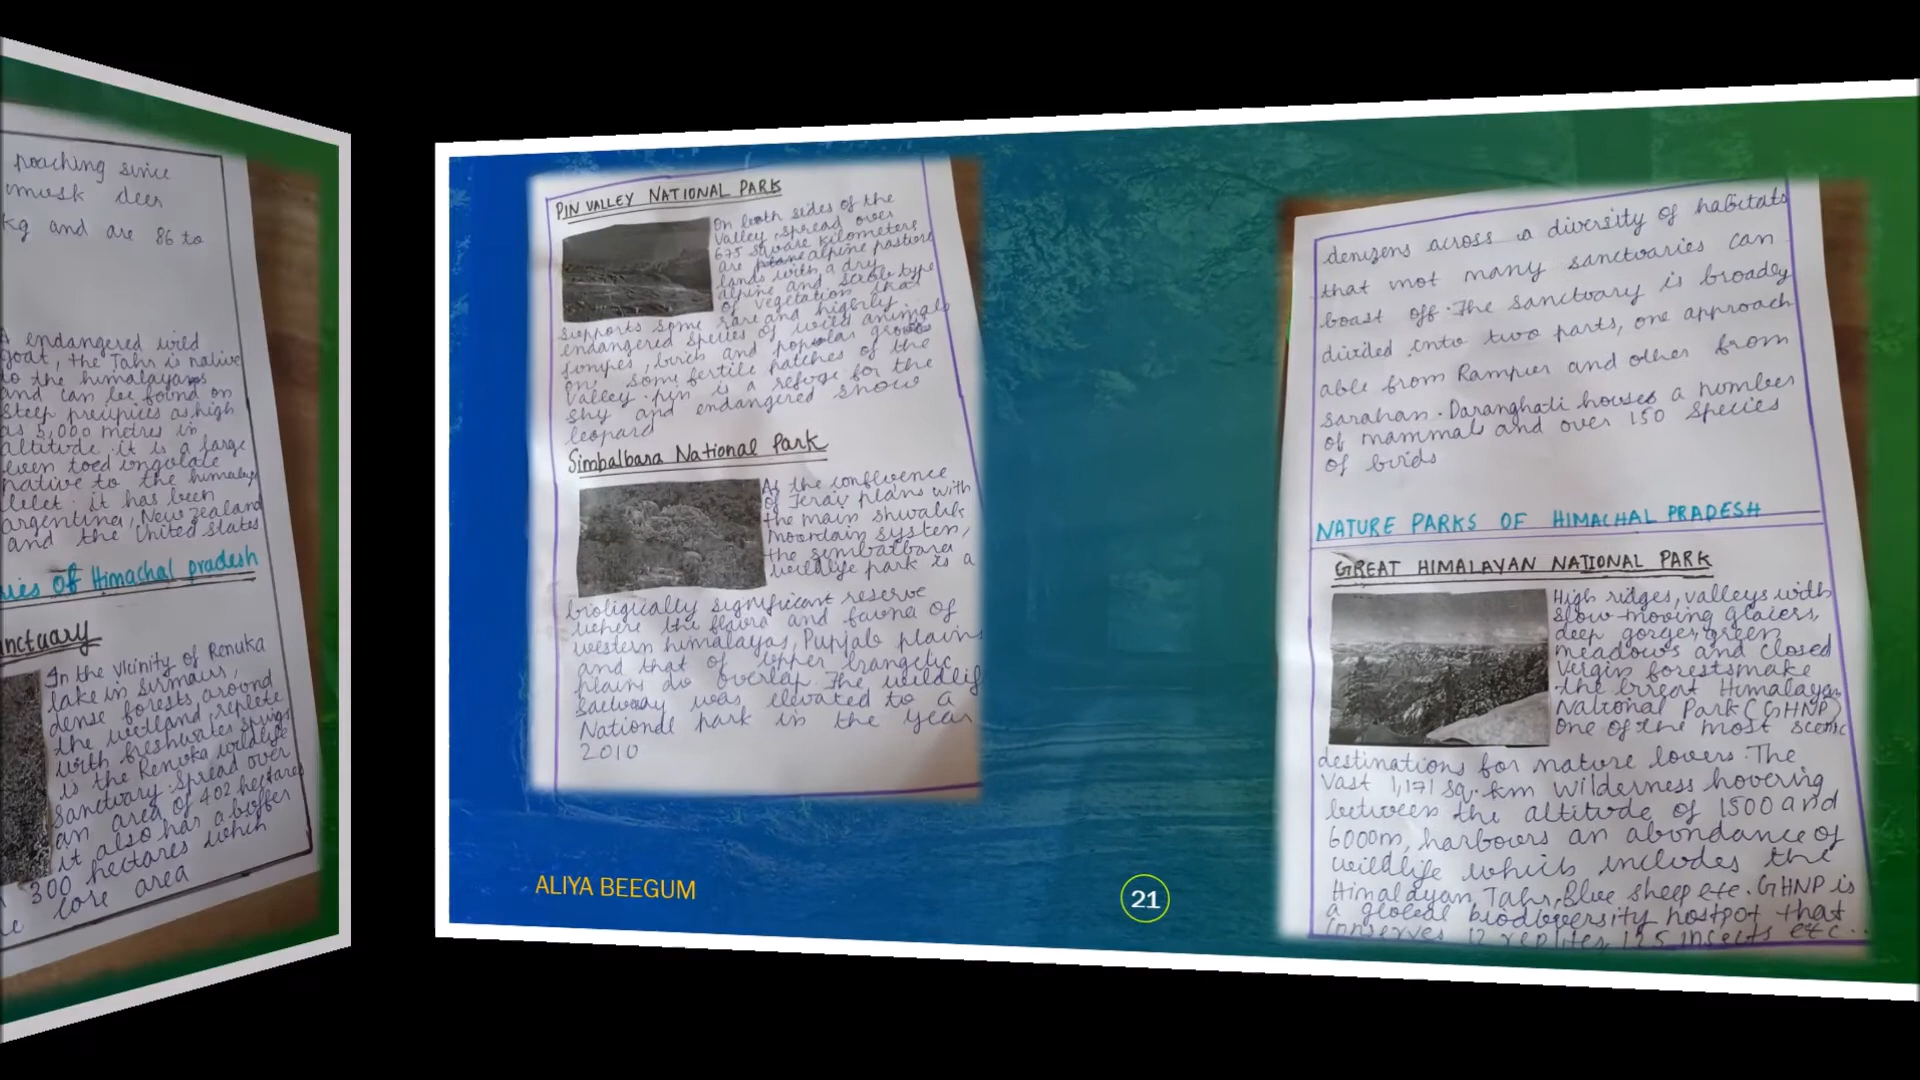 poaching since
musk deer
kg and are 86 to
A endangered wild
goat, the Tahr is native
to the himalayans
and can be found on
steep precipices as high
as 5,000 metres in
altitude. it is a large
even toed ungulate
native to the himalaya
it has been
argentina, New zealand
and the United States
of Himachal pradesh
In the vicinity of Renuka
lake in sirmaur,
dense forests around
the wetland, replete
with freshwater springs
is the Renuka wildlife
Sanctuary. Spread over
an area of 402 hectares
it also has a buffer
300 hectares which
core area
PIN VALLEY NATIONAL PARK
On both sides of the
Valley, spread over
675 square kilometers
are alpine pasture
lands with a dry
alpine and type
of vegetation that
supports some rare and higerly
endangered species of wild animals
birch and popular
on some fertile patches of the
valley. pin is a refuge for the
shy and endangered snow
leopard
Simbalbara National Park
At the confluence
of Terai plains with
the main shwalik
mountain system,
the simbalbara
wildlife park is a
biologically significant reserve
where the and fauna of
western himalayas, Punjab plains
and that of upper Gangetic
plains do overlap. The
was elevated to a
National park in the year
2010
denizens across a diversity of habitats
that not many sanctuaries can
boast off. The sanctuary is broadly
divided into two parts, one approach
able from Rampur and other from
sarahan. Daranghati houses a number
of mammals and over 150 species
of birds
NATURE PARKS OF HIMACHAL PRADESH
GREAT HIMALAYAN NATIONAL PARK
High ridges, valleys with
slow-moving glaciers,
deep gorges, green
meadows and closed
virgin forests make
the Great Himalayan
National Park (GHNP)
one of the most scenic
destinations for nature lovers. The
vast 1,171 sq.km wilderness hovering
between the altitude of 1500 and
6000m, harbours an abundance of
wildlife which includes the
Himalayan Tahr, Blue sheep etc. GHNP is
a global biodiversity hostpot that
conserves 12 reptiles, 125 insects etc..
ALIYA BEEGUM
21